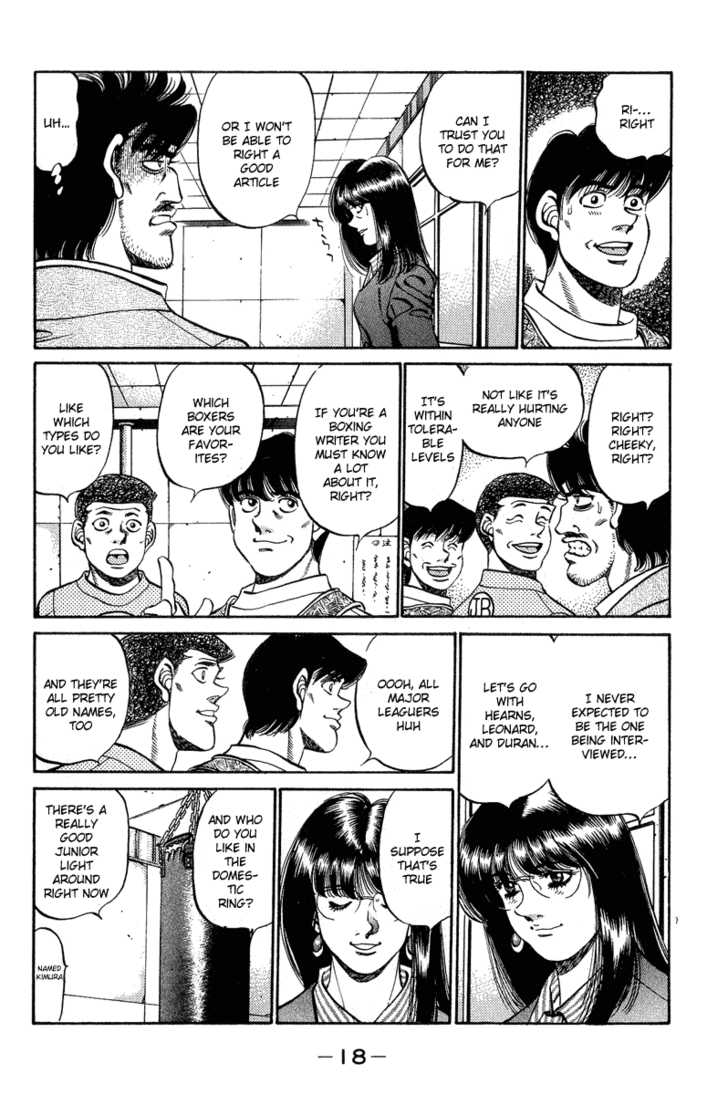 RI-...
RIGHT
CAN I
TRUST YOU
TO DO THAT
FOR ME?
OR I WON'T
BE ABLE TO
RIGHT A
GOOD
ARTICLE
UH...
RIGHT?
RIGHT?
CHEEKY,
RIGHT?
NOT LIKE IT'S
REALLY HURTING
ANYONE
IT'S
WITHIN
TOLERA-
BLE
LEVELS
JB
IF YOU'RE A
BOXING
WRITER YOU
MUST KNOW
A LOT
ABOUT IT,
RIGHT?
WHICH
BOXERS
ARE YOUR
FAVOR-
ITES?
LIKE
WHICH
TYPES DO
YOU LIKE?
I NEVER
EXPECTED TO
BE THE ONE
BEING INTER-
VIEWED...
LET'S GO
WITH
HEARNS,
LEONARD,
AND DURAN...
OOOH, ALL
MAJOR
LEAGUERS
HUH
AND THEY'RE
ALL PRETTY
OLD NAMES,
TOO
I
SUPPOSE
THAT'S
TRUE
AND WHO
DO YOU
LIKE IN
THE
DOMES-
TIC
RING?
THERE'S A
REALLY
GOOD
JUNIOR
LIGHT
AROUND
RIGHT NOW
NAMED
KIMURA
-18-